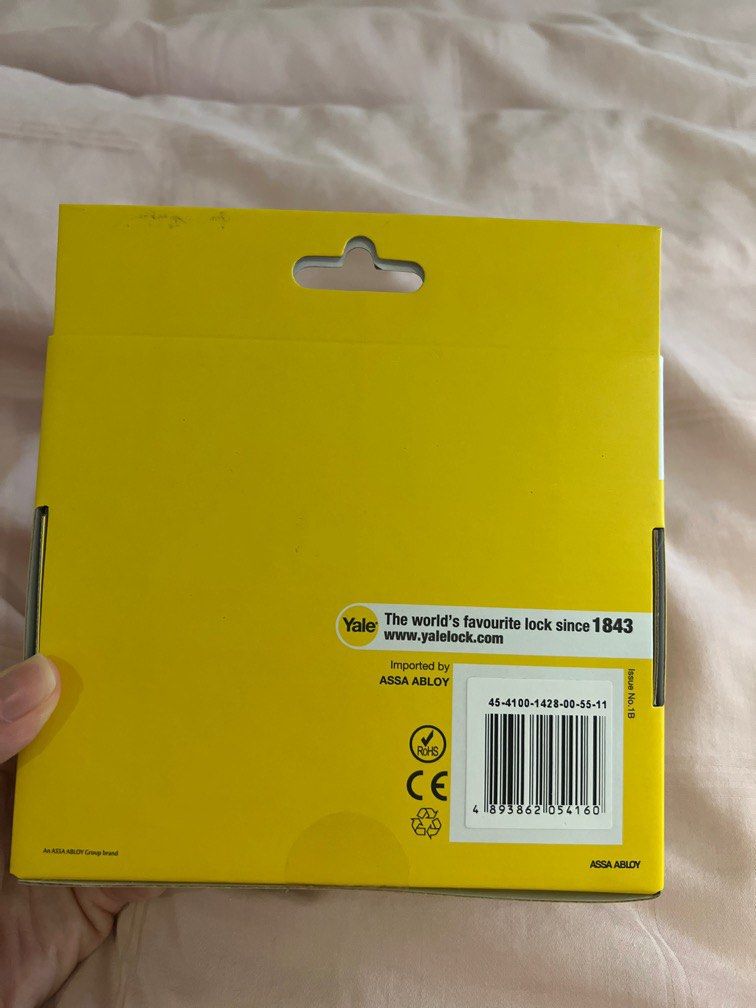 Yale
The world's favourite lock since 1843
www.yalelock.com
Imported by
ASSA ABLOY
Issue No.1B
45-4100-1428-00-55-11
RoHS
CE
4 893862 054160
An ASSA ABLOY Group brand
ASSA ABLOY